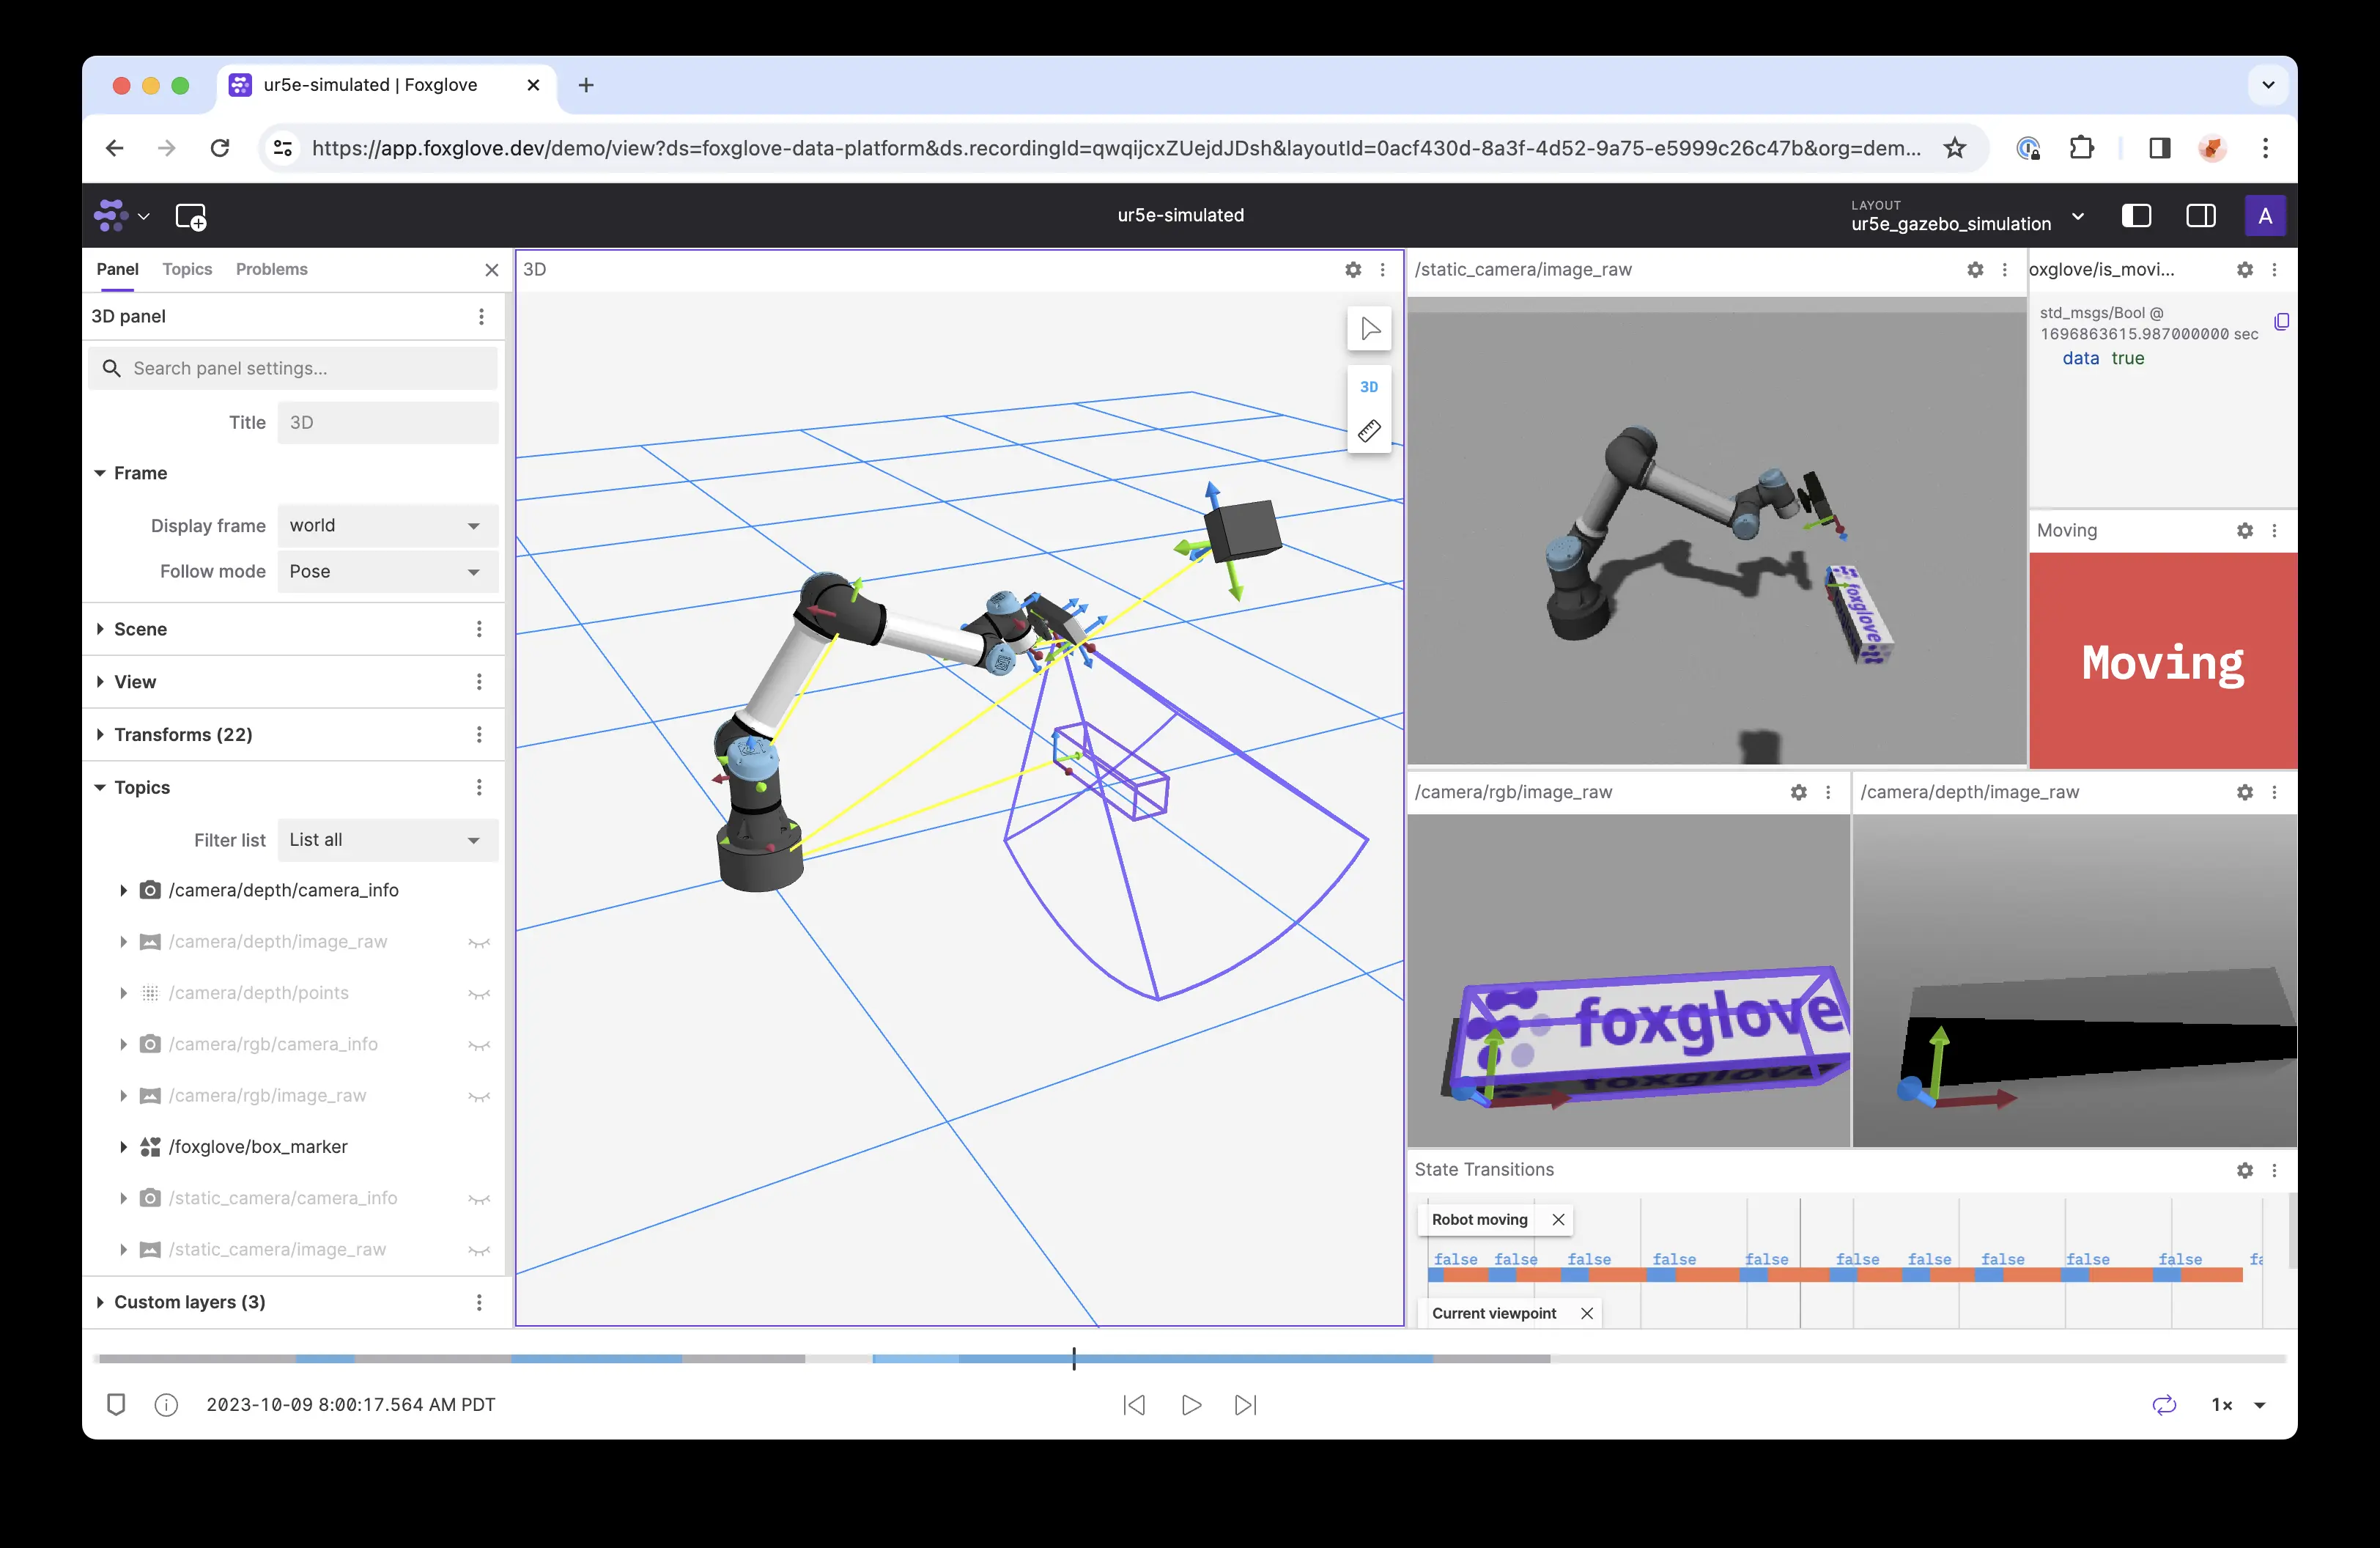 ur5e-simulated | Foxglove
https://app.foxglove.dev/demo/view?ds=foxglove-data-platform&ds.recordingId=qwqijcxZUejdJDsh&layoutId=0acf430d-8a3f-4d52-9a75-e5999c26c47b&org=dem...
ur5e-simulated
LAYOUT
ur5e_gazebo_simulation
A
Panel Topics Problems
3D panel
Search panel settings...
Title 3D
Frame
Display frame world
Follow mode Pose
Scene
View
Transforms (22)
Topics
Filter list List all
/camera/depth/camera_info
/camera/depth/image_raw
/camera/depth/points
/camera/rgb/camera_info
/camera/rgb/image_raw
/foxglove/box_marker
/static_camera/camera_info
/static_camera/image_raw
Custom layers (3)
3D
3D
/static_camera/image_raw
foxglove
oxglove/is_movi...
std_msgs/Bool @
1696863615.987000000 sec
data true
Moving
Moving
/camera/rgb/image_raw
foxglove
foxglove
/camera/depth/image_raw
State Transitions
Robot moving
false false false false false false false false false false fa
Current viewpoint
2023-10-09 8:00:17.564 AM PDT
1×